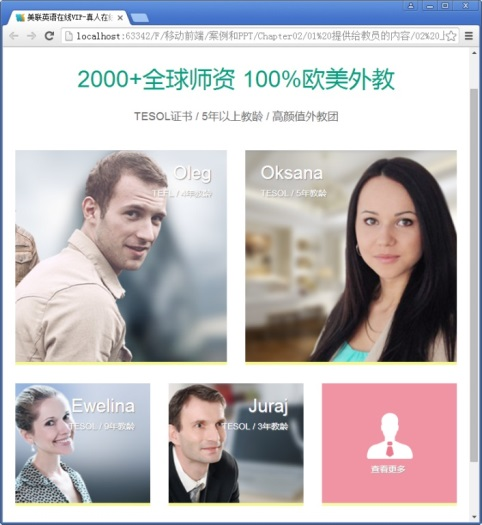 美联英语在线VIP-真人在线
localhost:63342/F/移动前端/案例和PPT/Chapter02/01%20提供给教员的内容/02%20上
2000+全球师资 100%欧美外教
TESOL证书 / 5年以上教龄 / 高颜值外教团
Oleg
TEFL / 4年教龄
Oksana
TESOL / 5年教龄
Ewelina
TESOL / 9年教龄
Juraj
TESOL / 3年教龄
查看更多